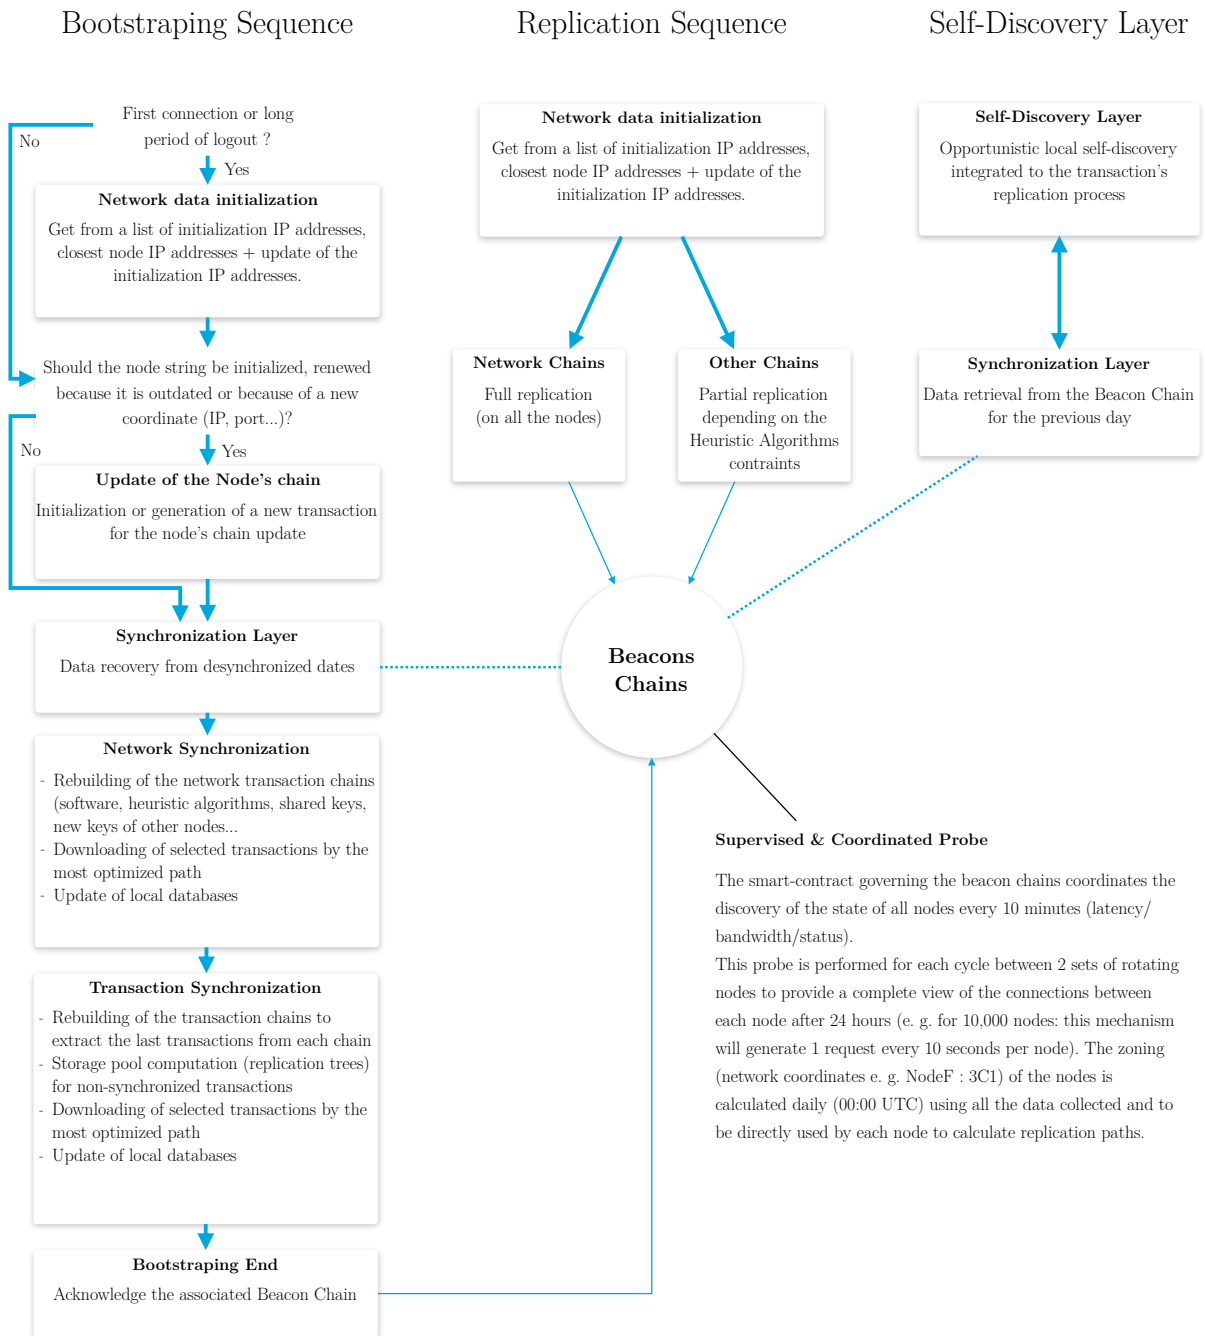 Bootstraping Sequence
First connection or long
period of logout ?
No
Yes
Network data initialization
Get from a list of initialization IP addresses,
closest node IP addresses + update of the
initialization IP addresses.
Should the node string be initialized, renewed
because it is outdated or because of a new
coordinate (IP, port...)?
No
Yes
Update of the Node's chain
Initialization or generation of a new transaction
for the node's chain update
Synchronization Layer
Data recovery from desynchronized dates
Network Synchronization
- Rebuilding of the network transaction chains
(software, heuristic algorithms, shared keys,
new keys of other nodes...
- Downloading of selected transactions by the
most optimized path
- Update of local databases
Transaction Synchronization
- Rebuilding of the transaction chains to
extract the last transactions from each chain
- Storage pool computation (replication trees)
for non-synchronized transactions
- Downloading of selected transactions by the
most optimized path
- Update of local databases
Bootstraping End
Acknowledge the associated Beacon Chain
Replication Sequence
Network data initialization
Get from a list of initialization IP addresses,
closest node IP addresses + update of the
initialization IP addresses.
Network Chains
Full replication
(on all the nodes)
Other Chains
Partial replication
depending on the
Heuristic Algorithms
contraints
Beacons
Chains
Self-Discovery Layer
Self-Discovery Layer
Opportunistic local self-discovery
integrated to the transaction's
replication process
Synchronization Layer
Data retrieval from the Beacon Chain
for the previous day
Supervised & Coordinated Probe
The smart-contract governing the beacon chains coordinates the
discovery of the state of all nodes every 10 minutes (latency/
bandwidth/status).
This probe is performed for each cycle between 2 sets of rotating
nodes to provide a complete view of the connections between
each node after 24 hours (e. g. for 10,000 nodes: this mechanism
will generate 1 request every 10 seconds per node). The zoning
(network coordinates e. g. NodeF : 3C1) of the nodes is
calculated daily (00:00 UTC) using all the data collected and to
be directly used by each node to calculate replication paths.